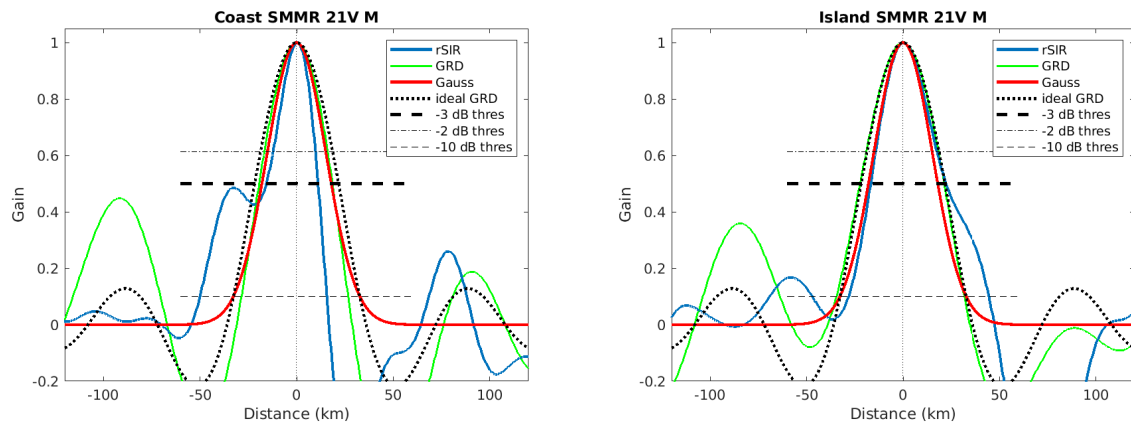 Coast SMMR 21V M
1
0.8
0.6
0.4
0.2
0
-0.2
Gain
-100
-50
0
50
100
Distance (km)
rSIR
GRD
Gauss
ideal GRD
-3 dB thres
-2 dB thres
-10 dB thres
Island SMMR 21V M
1
0.8
0.6
0.4
0.2
0
-0.2
Gain
-100
-50
0
50
100
Distance (km)
rSIR
GRD
Gauss
ideal GRD
-3 dB thres
-2 dB thres
-10 dB thres